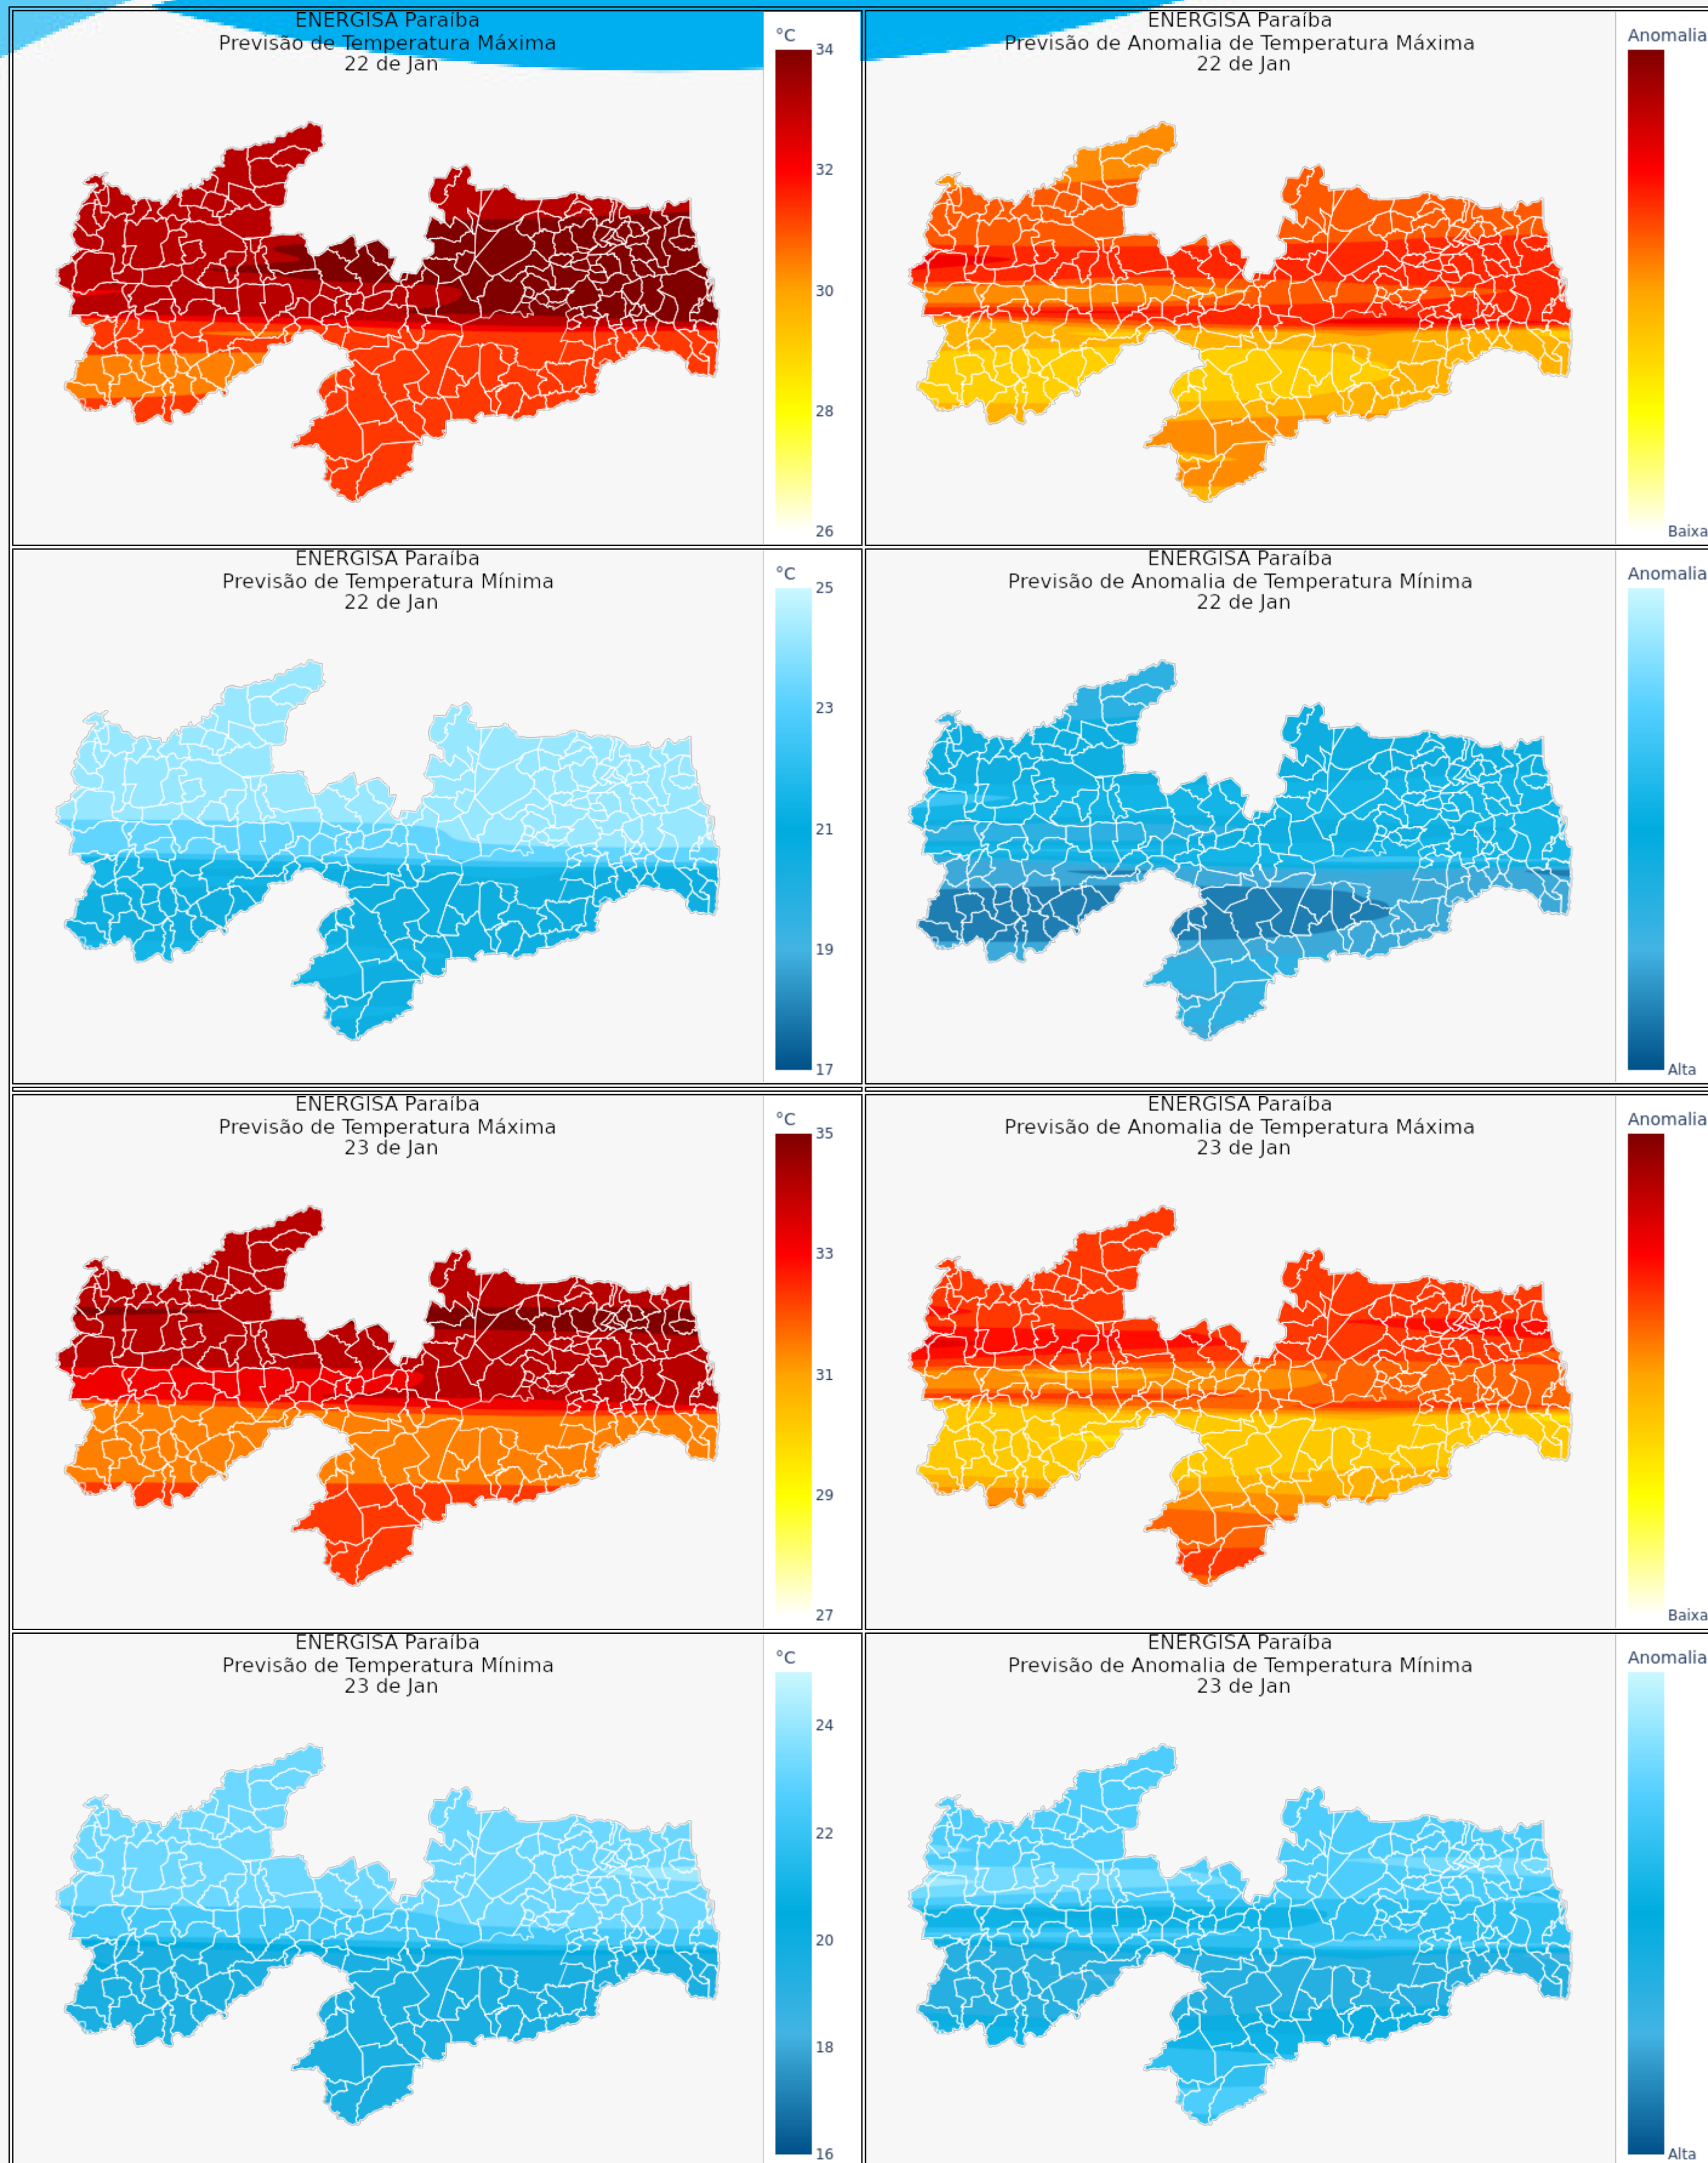 ENERGISA Paraíba
Previsão de Temperatura Máxima
22 de Jan
°C
34
32
30
28
26
ENERGISA Paraíba
Previsão de Anomalia de Temperatura Máxima
22 de Jan
Anomalia
Baixa
ENERGISA Paraíba
Previsão de Temperatura Mínima
22 de Jan
°C
25
23
21
19
17
ENERGISA Paraíba
Previsão de Anomalia de Temperatura Mínima
22 de Jan
Anomalia
Alta
ENERGISA Paraíba
Previsão de Temperatura Máxima
23 de Jan
°C
35
33
31
29
27
ENERGISA Paraíba
Previsão de Anomalia de Temperatura Máxima
23 de Jan
Anomalia
Baixa
ENERGISA Paraíba
Previsão de Temperatura Mínima
23 de Jan
°C
24
22
20
18
16
ENERGISA Paraíba
Previsão de Anomalia de Temperatura Mínima
23 de Jan
Anomalia
Alta